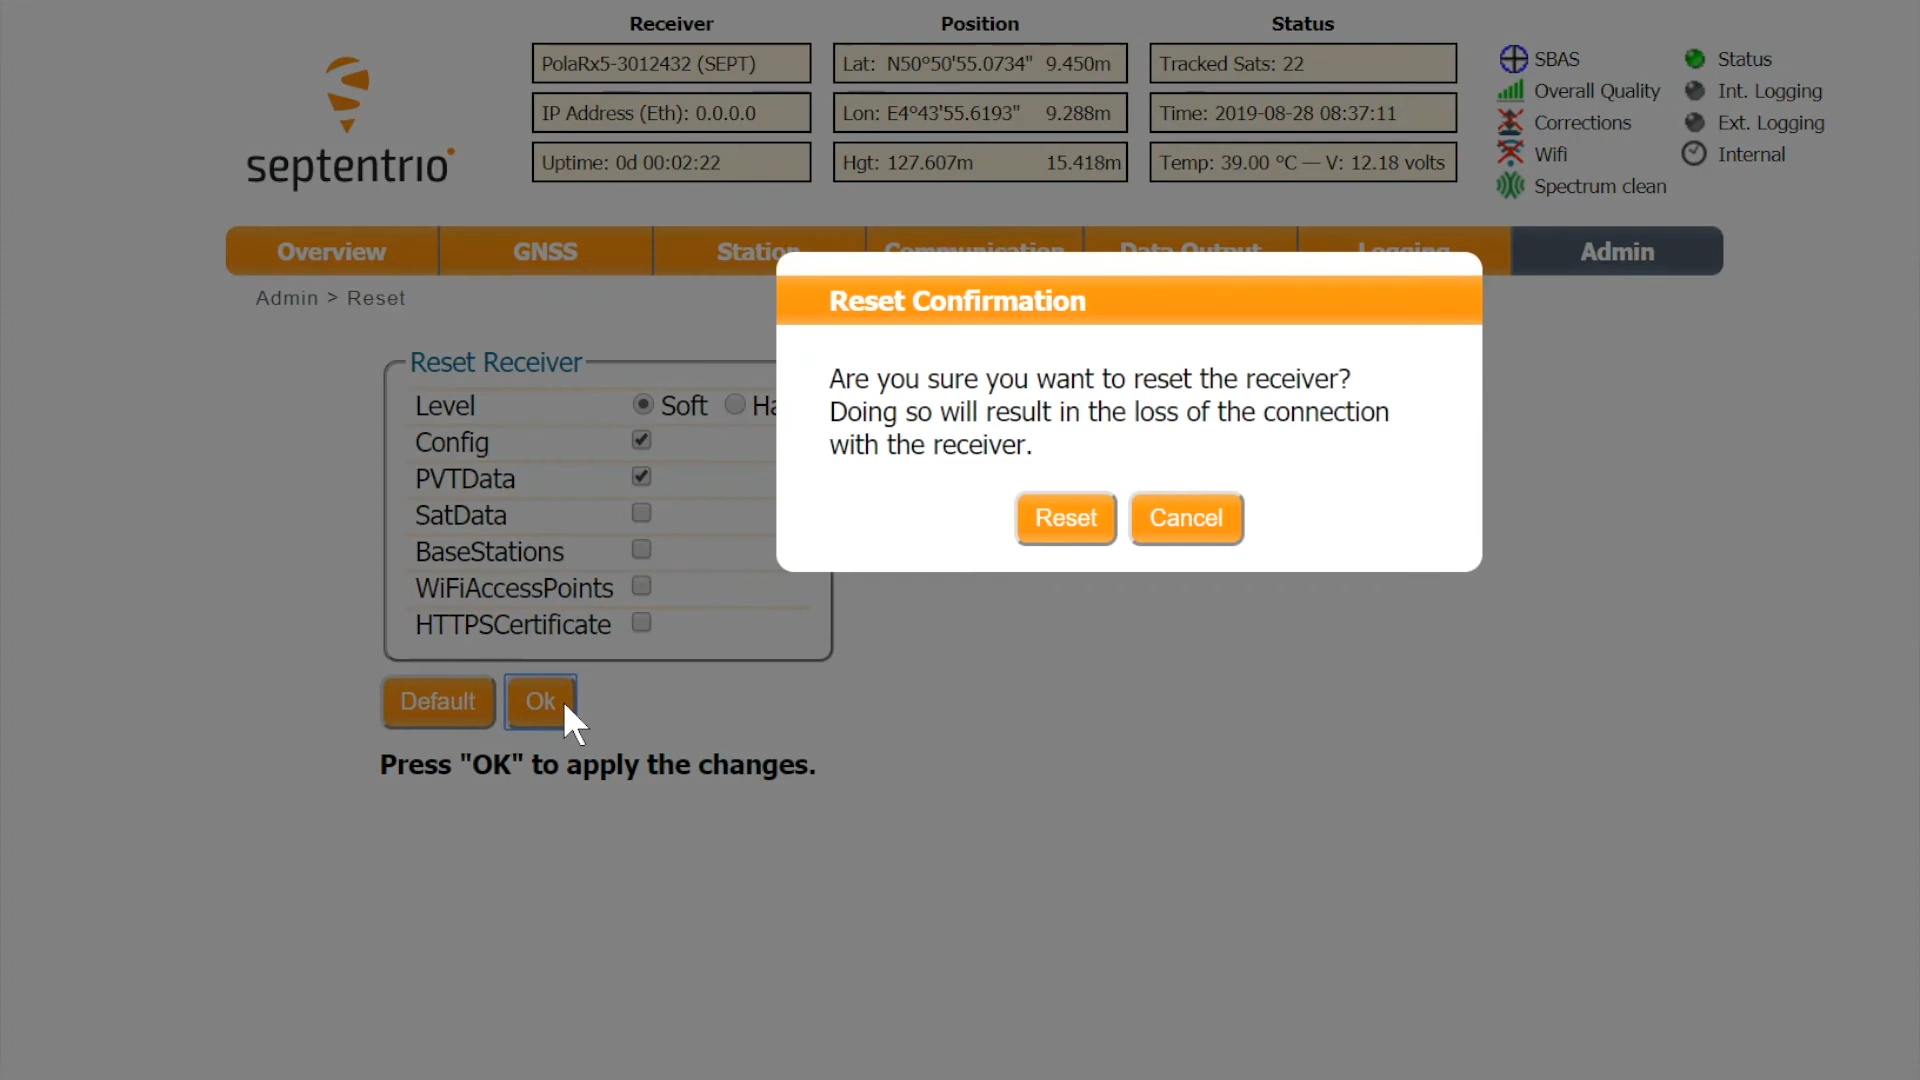 Receiver
Position
Status
septentrio
PolaRx5-3012432 (SEPT)
Lat: N50°50'55.0734" 9.450m
Tracked Sats: 22
IP Address (Eth): 0.0.0.0
Lon: E4°43'55.6193" 9.288m
Time: 2019-08-28 08:37:11
Uptime: 0d 00:02:22
Hgt: 127.607m 15.418m
Temp: 39.00 °C — V: 12.18 volts
SBAS
Status
Overall Quality
Int. Logging
Corrections
Ext. Logging
Wifi
Internal
Spectrum clean
Overview
GNSS
Station
Communication
Data Output
Logging
Admin
Admin > Reset
Reset Confirmation
Are you sure you want to reset the receiver?
Doing so will result in the loss of the connection
with the receiver.
Reset
Cancel
Reset Receiver
Level Soft
Config
PVTData
SatData
BaseStations
WiFiAccessPoints
HTTPSCertificate
Default
Ok
Press "OK" to apply the changes.